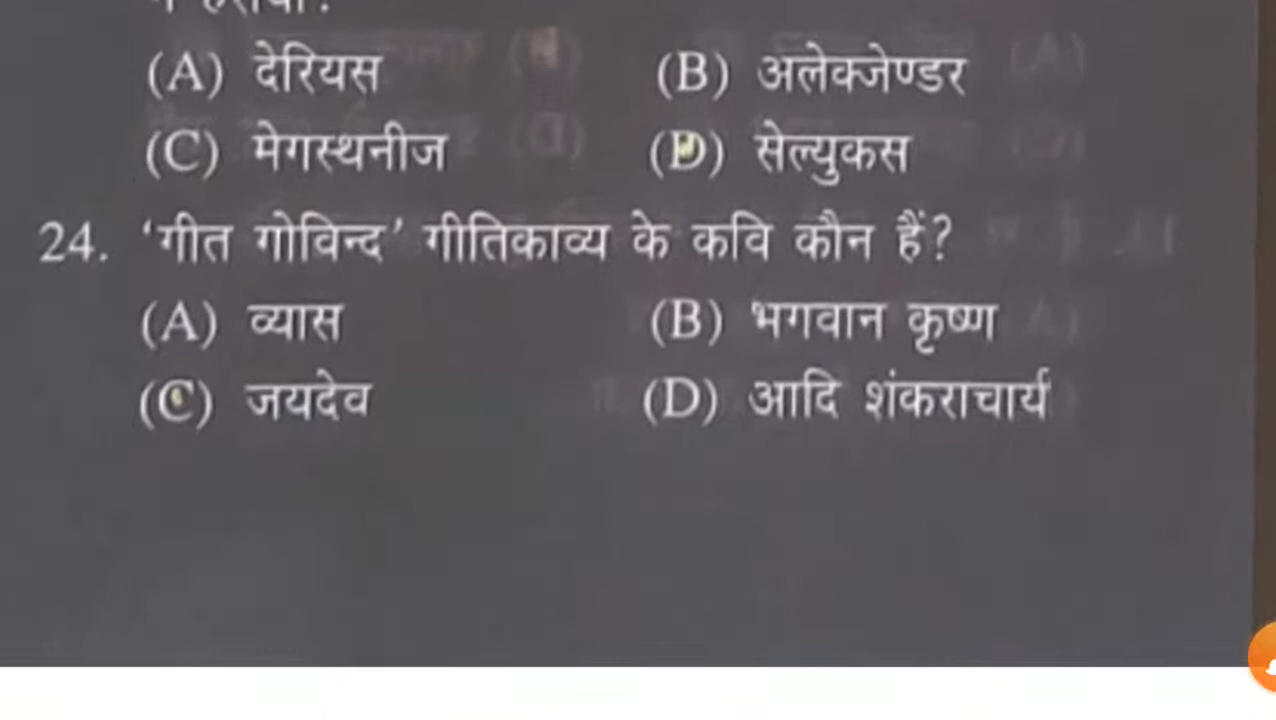 (A) देरियस (B) अलेक्जेण्डर
(C) मेगस्थनीज (D) सेल्युकस
24. ‘गीत गोविन्द’ गीतिकाव्य के कवि कौन हैं?
(A) व्यास (B) भगवान कृष्ण
(C) जयदेव (D) आदि शंकराचार्य